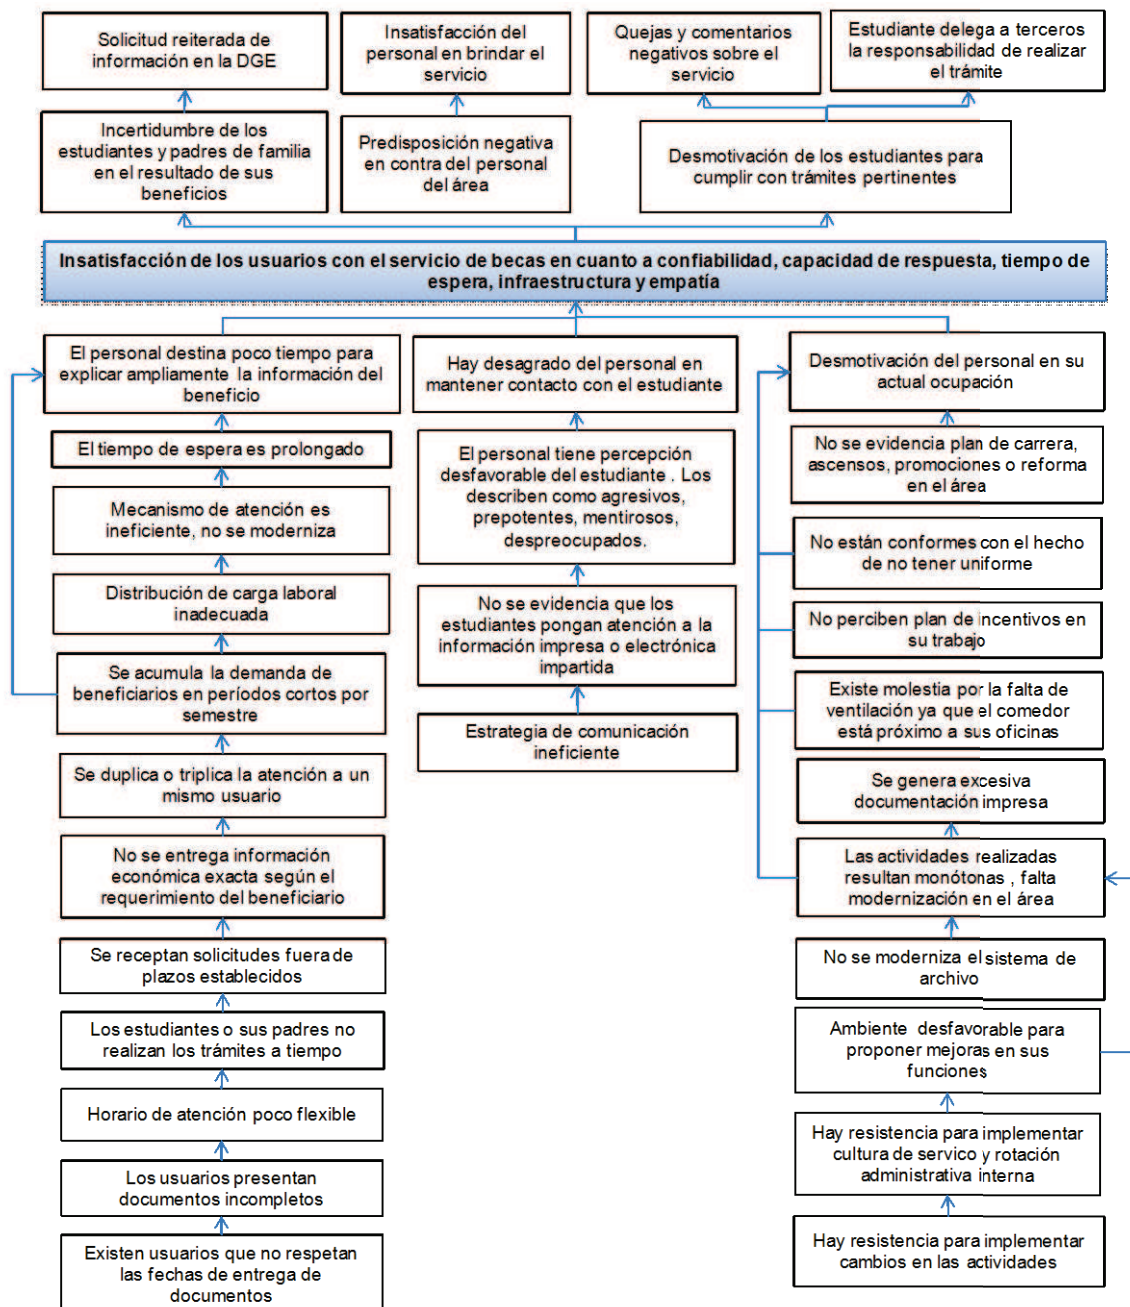 Solicitud reiterada de
información en la DGE
Insatisfacción del
personal en brindar el
servicio
Quejas y comentarios
negativos sobre el
servicio
Estudiante delega a terceros
la responsabilidad de realizar
el trámite
Incertidumbre de los
estudiantes y padres de familia
en el resultado de sus
beneficios
Predisposición negativa
en contra del personal
del área
Desmotivación de los estudiantes para
cumplir con trámites pertinentes
Insatisfacción de los usuarios con el servicio de becas en cuanto a confiabilidad, capacidad de respuesta, tiempo de
espera, infraestructura y empatía
El personal destina poco tiempo para
explicar ampliamente la información del
beneficio
El tiempo de espera es prolongado
Mecanismo de atención es
ineficiente, no se moderniza
Distribución de carga laboral
inadecuada
Se acumula la demanda de
beneficiarios en períodos cortos por
semestre
Se duplica o triplica la atención a un
mismo usuario
No se entrega información
económica exacta según el
requerimiento del beneficiario
Se receptan solicitudes fuera de
plazos establecidos
Los estudiantes o sus padres no
realizan los trámites a tiempo
Horario de atención poco flexible
Los usuarios presentan
documentos incompletos
Existen usuarios que no respetan
las fechas de entrega de
documentos
Hay desagrado del personal en
mantener contacto con el estudiante
El personal tiene percepción
desfavorable del estudiante . Los
describen como agresivos,
prepotentes, mentirosos,
despreocupados.
No se evidencia que los
estudiantes pongan atención a la
información impresa o electrónica
impartida
Estrategia de comunicación
ineficiente
Desmotivación del personal en su
actual ocupación
No se evidencia plan de carrera,
ascensos, promociones o reforma
en el área
No están conformes con el hecho
de no tener uniforme
No perciben plan de incentivos en
su trabajo
Existe molestia por la falta de
ventilación ya que el comedor
está próximo a sus oficinas
Se genera excesiva
documentación impresa
Las actividades realizadas
resultan monótonas , falta
modernización en el área
No se moderniza el sistema de
archivo
Ambiente desfavorable para
proponer mejoras en sus
funciones
Hay resistencia para implementar
cultura de servico y rotación
administrativa interna
Hay resistencia para implementar
cambios en las actividades